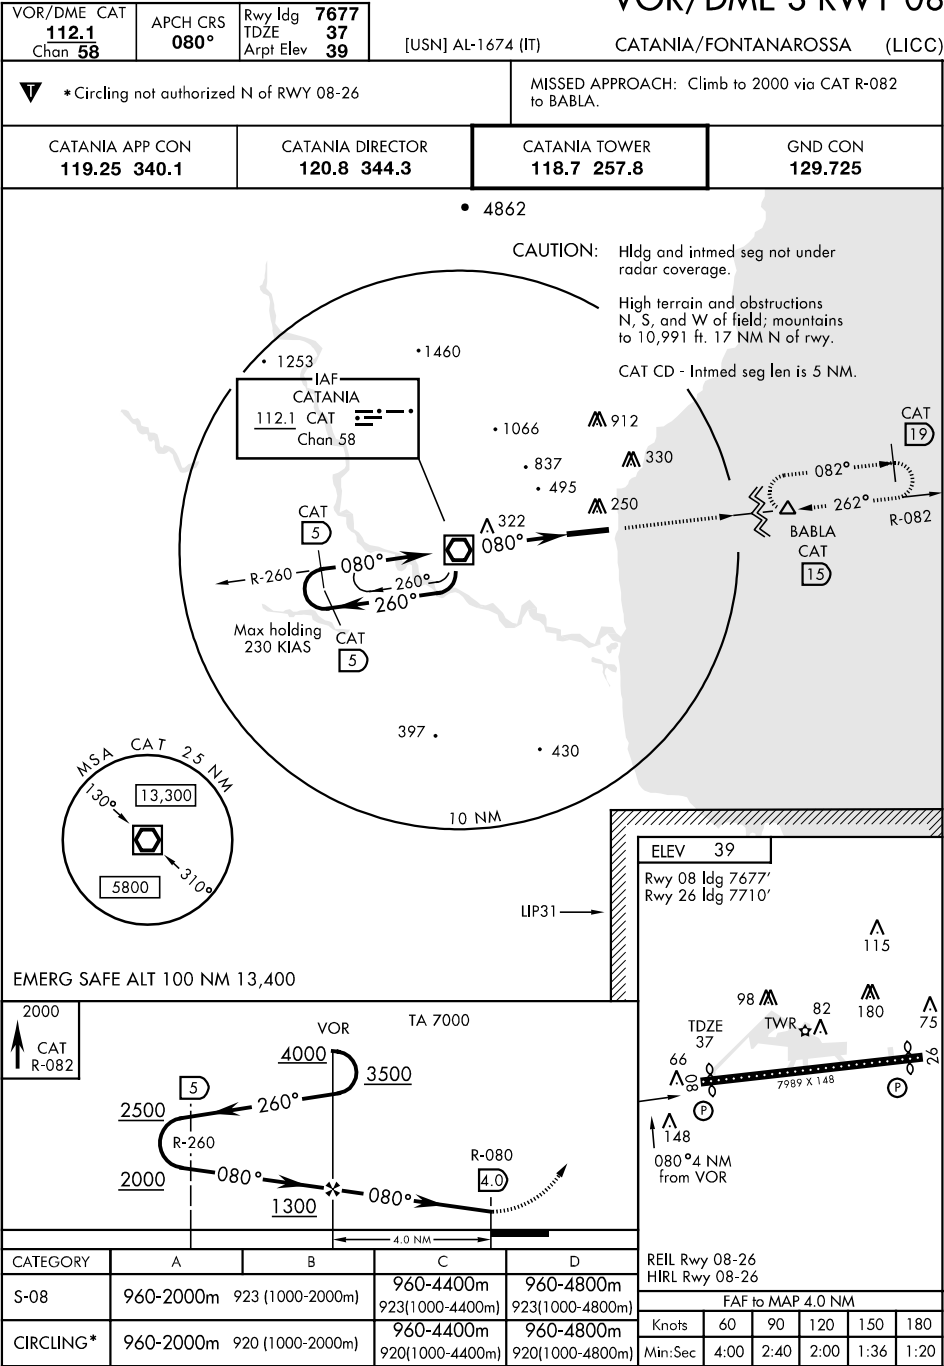 VOR/DME CAT
112.1
Chan 58
APCH CRS
080°
Rwy ldg 7677
TDZE 37
Arpt Elev 39
[USN] AL-1674 (IT)
CATANIA/FONTANAROSSA (LICC)
T *Circling not authorized N of RWY 08-26
MISSED APPROACH: Climb to 2000 via CAT R-082
to BABLA.
CATANIA APP CON
119.25 340.1
CATANIA DIRECTOR
120.8 344.3
CATANIA TOWER
118.7 257.8
GND CON
129.725
4862
CAUTION: Hldg and intmed seg not under
radar coverage.
High terrain and obstructions
N, S, and W of field; mountains
to 10,991 ft. 17 NM N of rwy.
CAT CD - Intmed seg len is 5 NM.
1253
1460
IAF
CATANIA
112.1 CAT
Chan 58
1066
912
837
330
495
250
322
CAT
19
082°
262°
R-082
BABLA
CAT
15
CAT
5
080°
080°
R-260
260°
260°
Max holding
230 KIAS
CAT
5
397
430
10 NM
MSA CAT 25 NM
130°
13,300
5800
310°
LIP31
EMERG SAFE ALT 100 NM 13,400
ELEV 39
Rwy 08 ldg 7677'
Rwy 26 ldg 7710'
115
98
82
180
75
TWR
TDZE
37
66
08
26
7989 X 148
P
P
148
080° 4 NM
from VOR
REIL Rwy 08-26
HIRL Rwy 08-26
2000
CAT
R-082
VOR
TA 7000
4000
3500
5
260°
2500
R-260
2000
080°
1300
080°
R-080
4.0
4.0 NM
CATEGORY A B C D
S-08 960-2000m 923 (1000-2000m) 960-4400m 960-4800m
923(1000-4400m) 923(1000-4800m)
CIRCLING* 960-2000m 920 (1000-2000m) 960-4400m 960-4800m
920(1000-4400m) 920(1000-4800m)
FAF to MAP 4.0 NM
Knots 60 90 120 150 180
Min:Sec 4:00 2:40 2:00 1:36 1:20